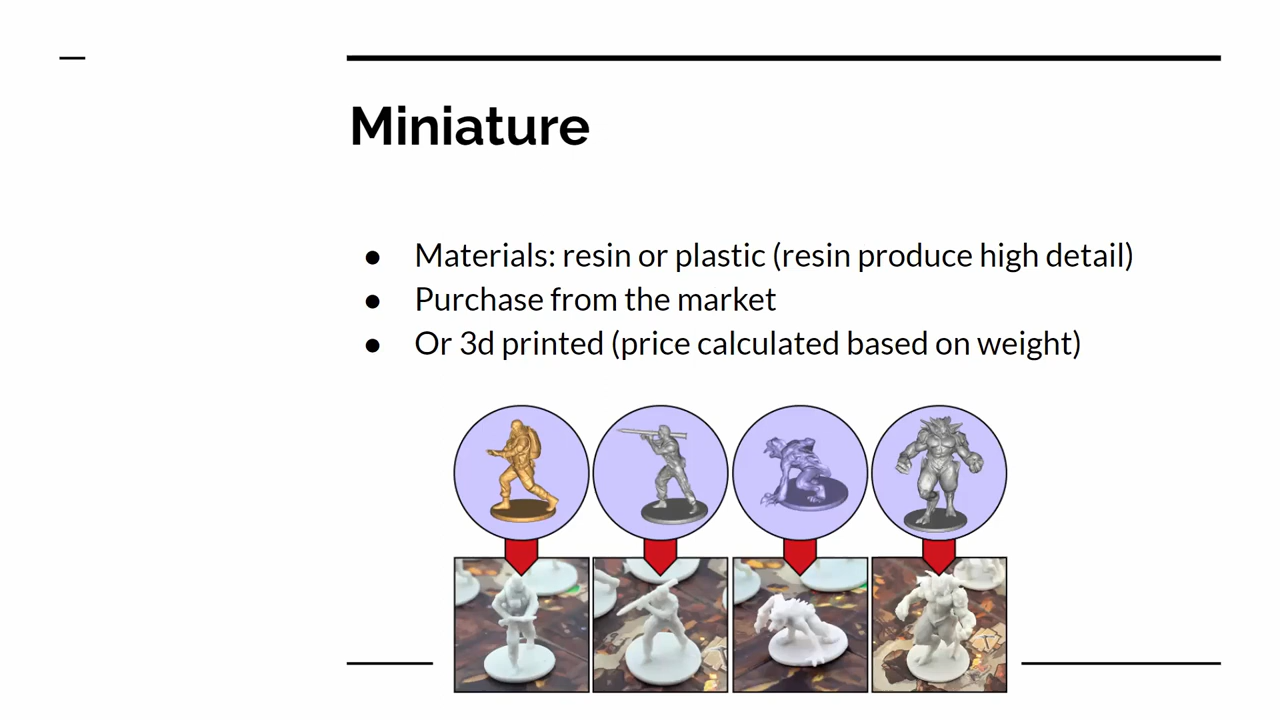 Miniature
● Materials: resin or plastic (resin produce high detail)
● Purchase from the market
● Or 3d printed (price calculated based on weight)